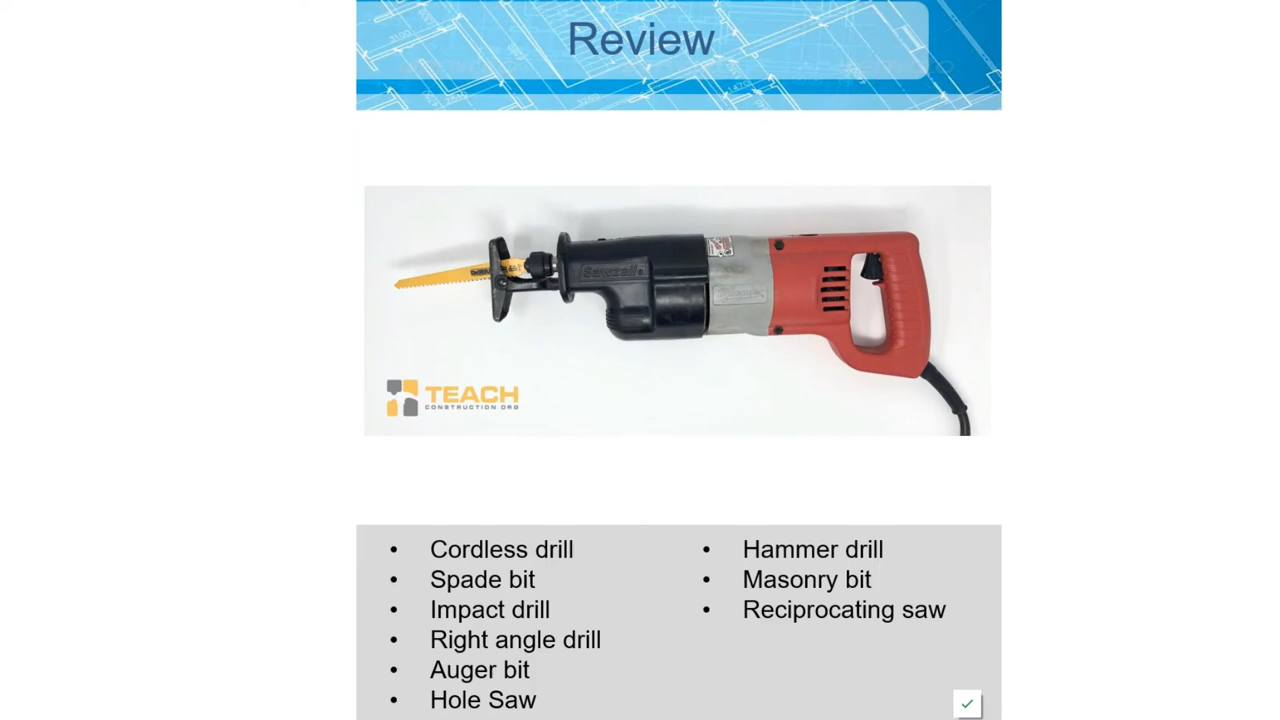 Review
Sawzall
TEACH
CONSTRUCTION ORG
Cordless drill
Spade bit
Impact drill
Right angle drill
Auger bit
Hole Saw
Hammer drill
Masonry bit
Reciprocating saw